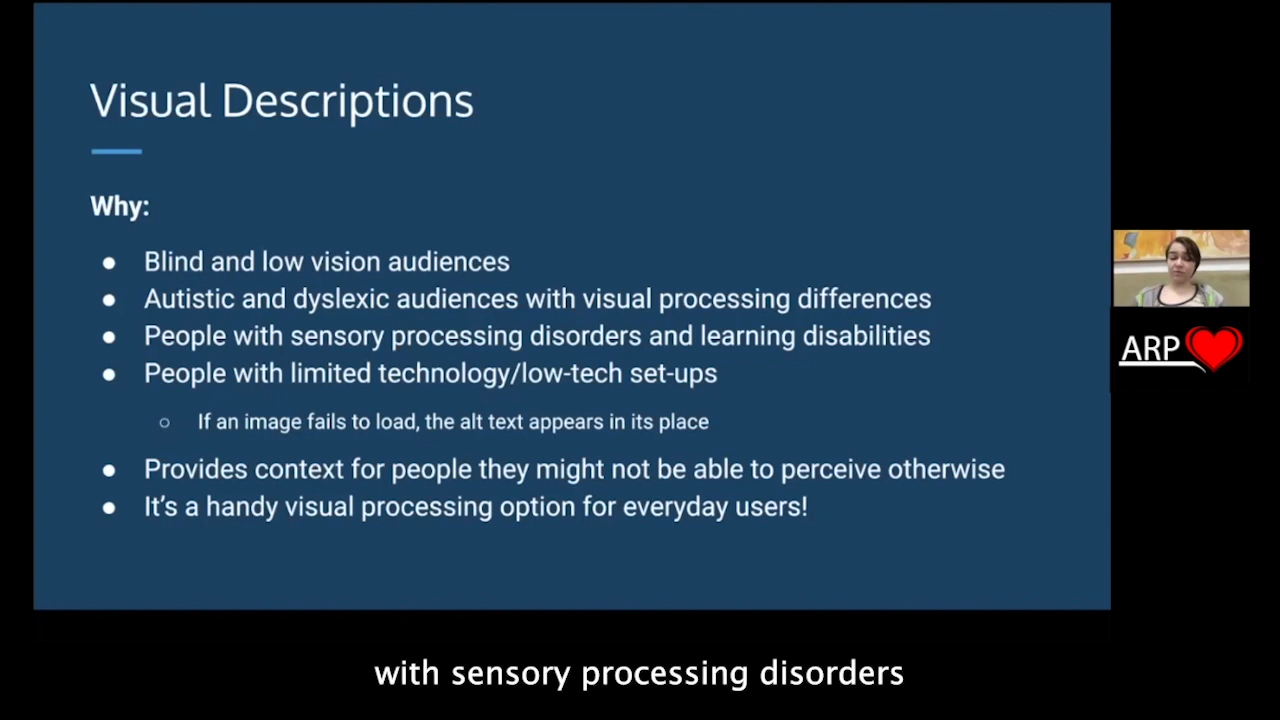 Visual Descriptions
Why:
● Blind and low vision audiences
● Autistic and dyslexic audiences with visual processing differences
● People with sensory processing disorders and learning disabilities
● People with limited technology/low-tech set-ups
○ If an image fails to load, the alt text appears in its place
● Provides context for people they might not be able to perceive otherwise
● It's a handy visual processing option for everyday users!
ARP
with sensory processing disorders